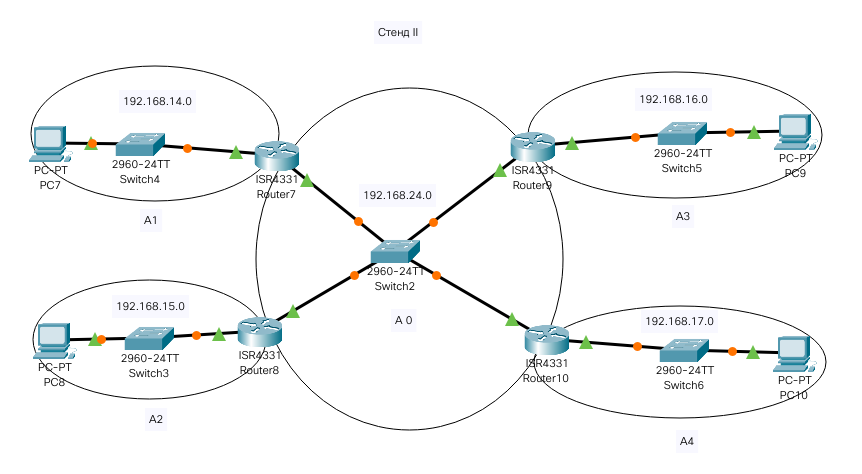 Стенд II
192.168.14.0
PC-PT
PC7
2960-24TT
Switch4
ISR4331
Router7
A1
192.168.16.0
ISR4331
Router9
2960-24TT
Switch5
PC-PT
PC9
A3
192.168.24.0
2960-24TT
Switch2
A 0
192.168.15.0
PC-PT
PC8
2960-24TT
Switch3
ISR4331
Router8
A2
192.168.17.0
ISR4331
Router10
2960-24TT
Switch6
PC-PT
PC10
A4